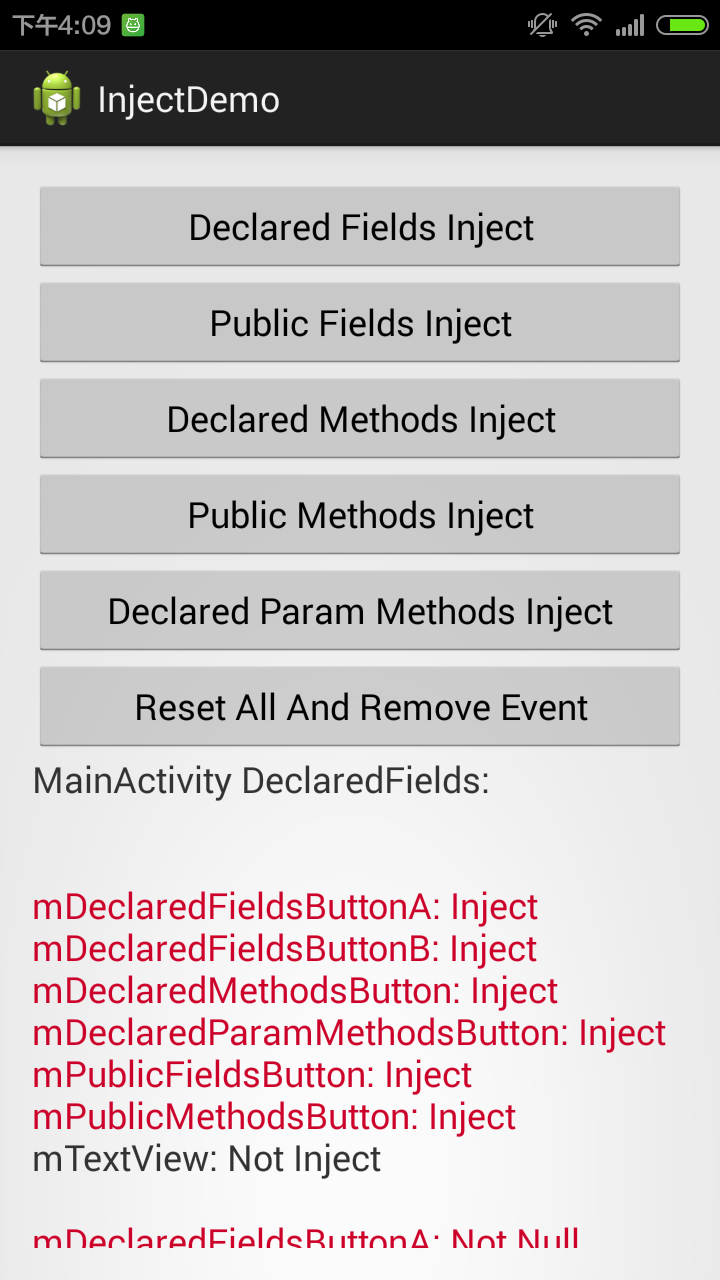 下午4:09
InjectDemo
Declared Fields Inject
Public Fields Inject
Declared Methods Inject
Public Methods Inject
Declared Param Methods Inject
Reset All And Remove Event
MainActivity DeclaredFields:
mDeclaredFieldsButtonA: Inject
mDeclaredFieldsButtonB: Inject
mDeclaredMethodsButton: Inject
mDeclaredParamMethodsButton: Inject
mPublicFieldsButton: Inject
mPublicMethodsButton: Inject
mTextView: Not Inject
mDeclaredFieldsButtonA: Not Null